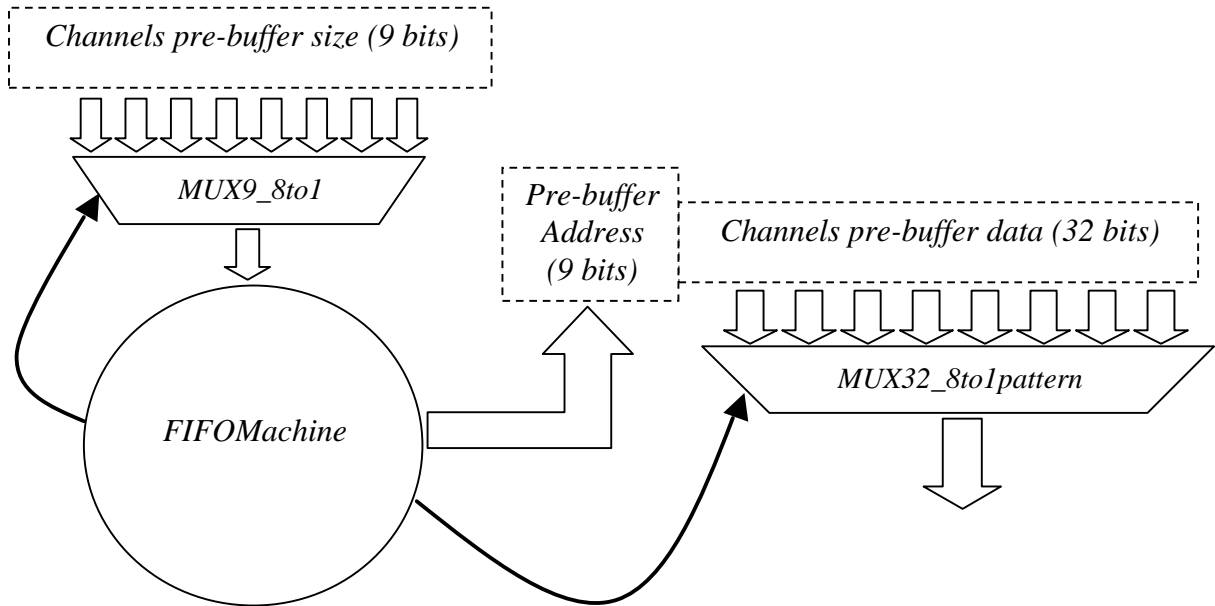 Channels pre-buffer size (9 bits)
MUX9_8to1
Pre-buffer
Address
(9 bits)
Channels pre-buffer data (32 bits)
MUX32_8to1pattern
FIFOMachine